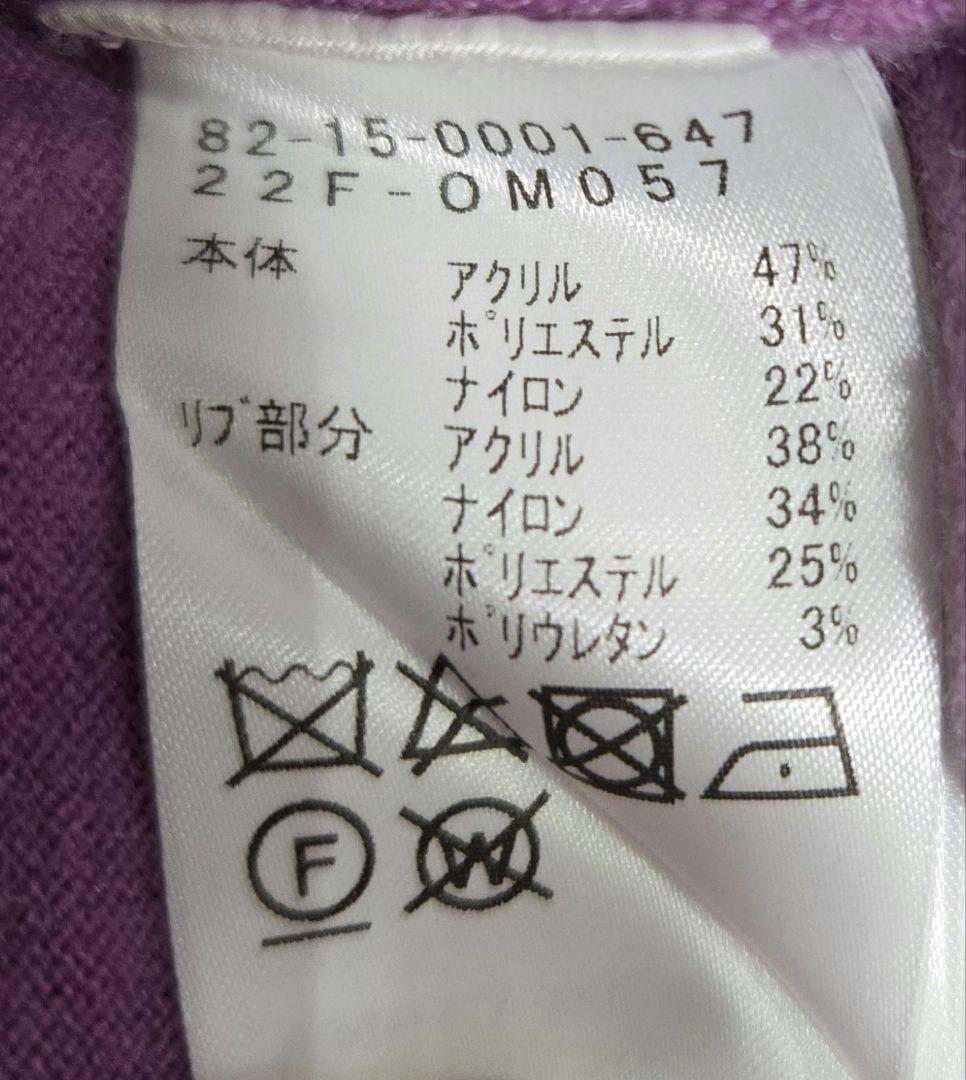 82-15-0001-647
22F-OM057
本体 アクリル 47%
ポリエステル 31%
ナイロン 22%
リブ部分 アクリル 38%
ナイロン 34%
ポリエステル 25%
ポリウレタン 3%
F W